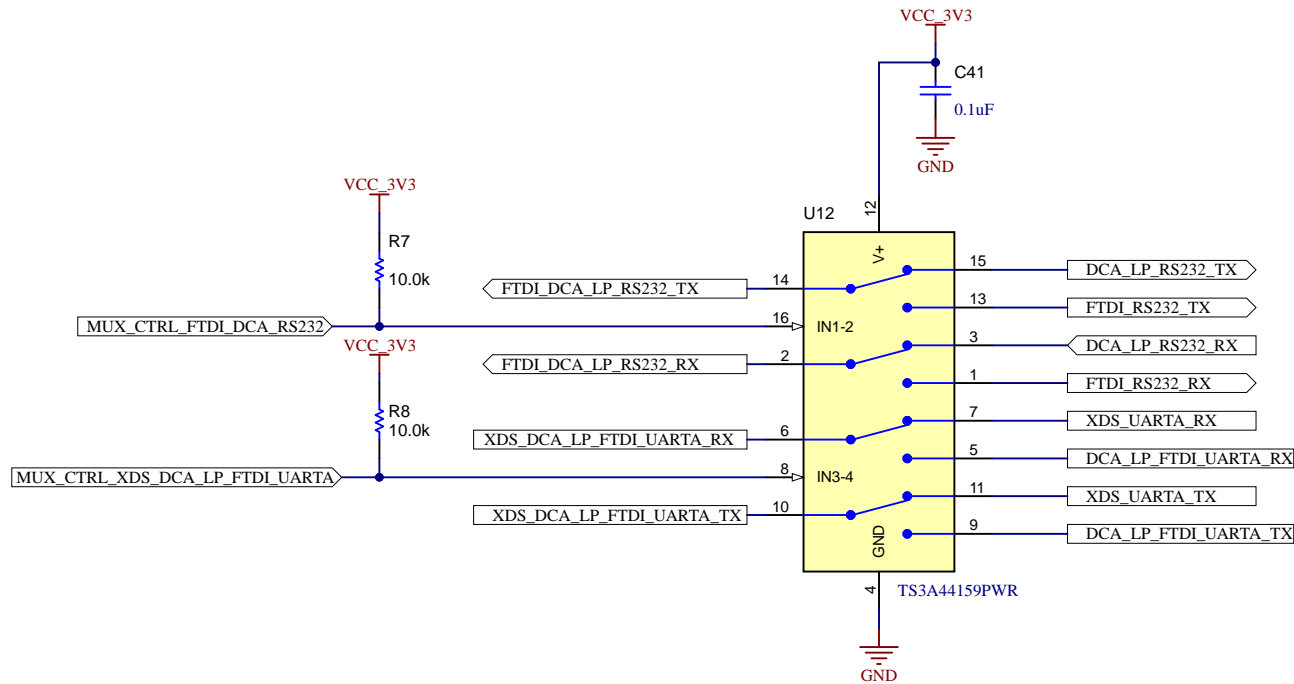 VCC_3V3
C41
0.1uF
GND
VCC_3V3
R7
10.0k
MUX_CTRL_FTDI_DCA_RS232
VCC_3V3
R8
10.0k
MUX_CTRL_XDS_DCA_LP_FTDI_UARTA
FTDI_DCA_LP_RS232_TX
FTDI_DCA_LP_RS232_RX
XDS_DCA_LP_FTDI_UARTA_RX
XDS_DCA_LP_FTDI_UARTA_TX
14
16
2
6
8
10
U12
12
V+
IN1-2
IN3-4
GND
4
GND
TS3A44159PWR
15 DCA_LP_RS232_TX
13 FTDI_RS232_TX
3 DCA_LP_RS232_RX
1 FTDI_RS232_RX
7 XDS_UARTA_RX
5 DCA_LP_FTDI_UARTA_RX
11 XDS_UARTA_TX
9 DCA_LP_FTDI_UARTA_TX